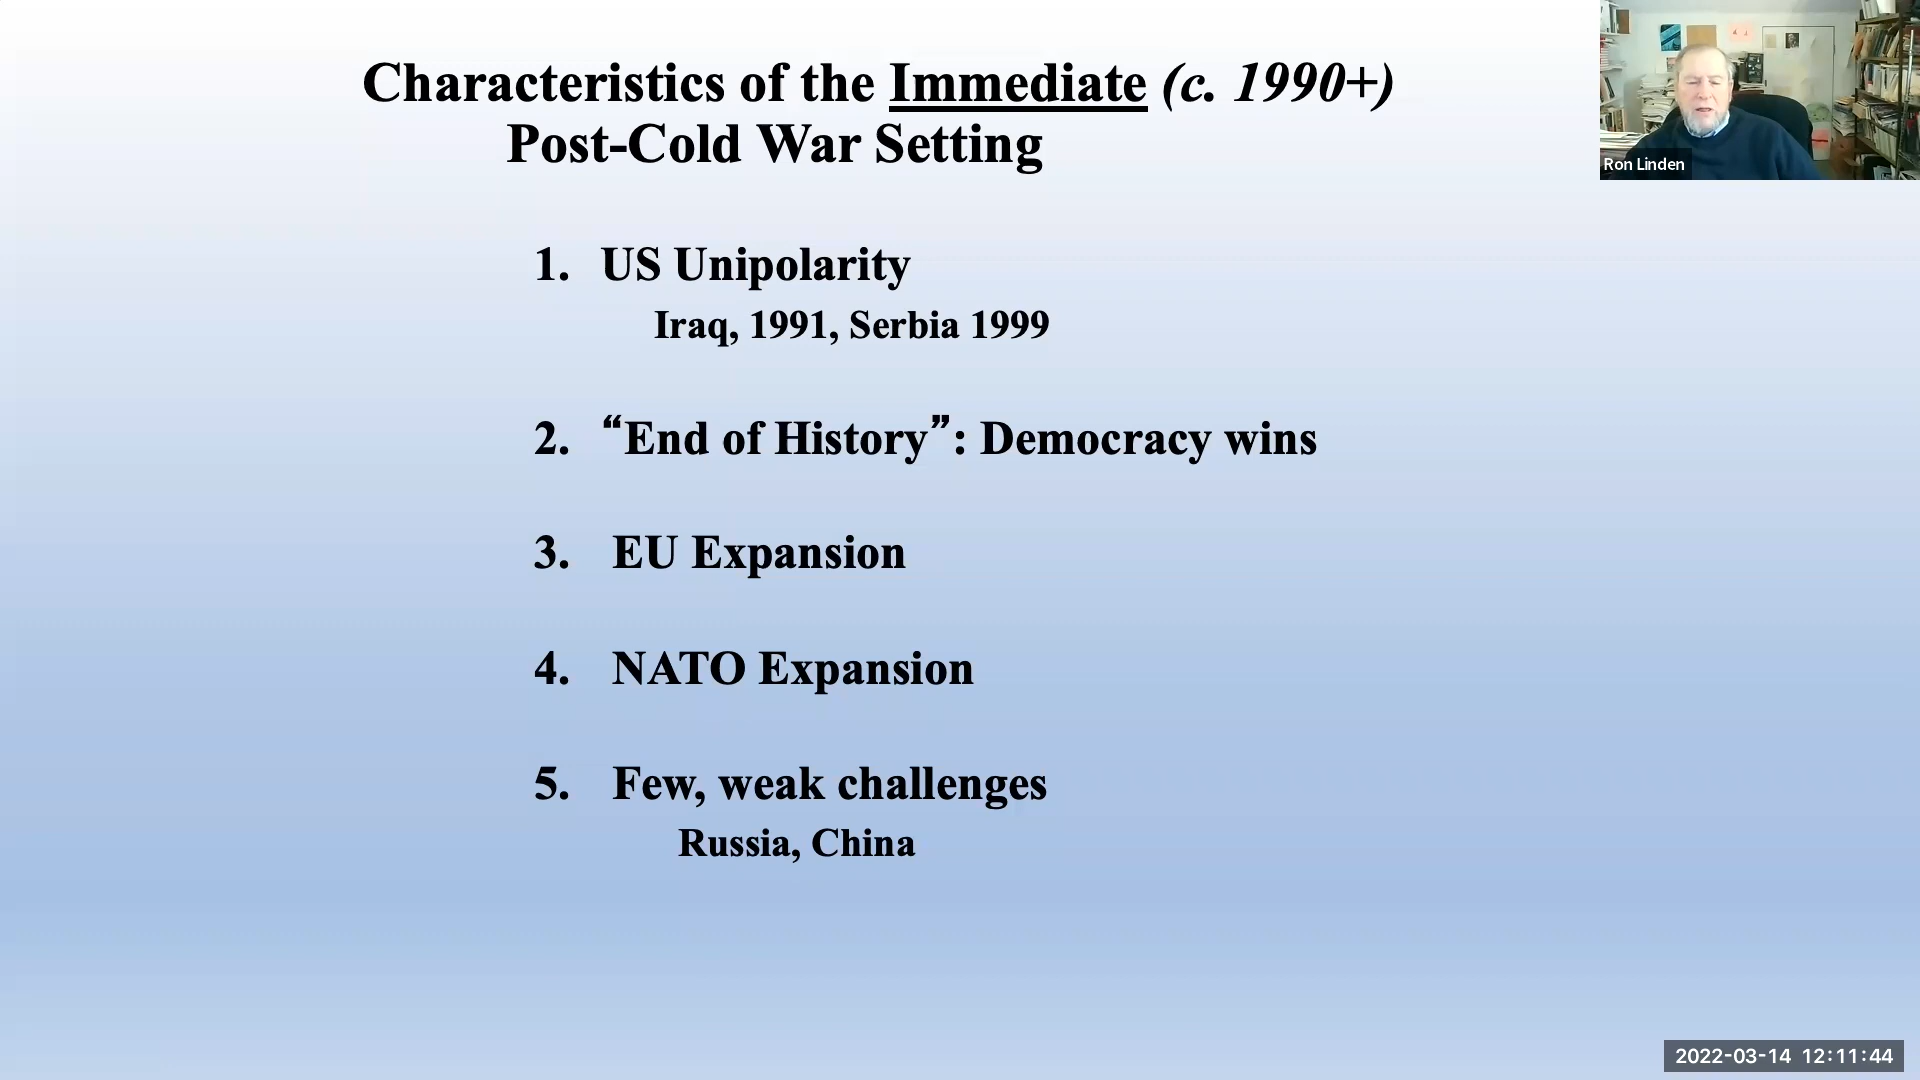 Characteristics of the Immediate (c. 1990+)
Post-Cold War Setting
1. US Unipolarity
Iraq, 1991, Serbia 1999
2. “End of History”: Democracy wins
3. EU Expansion
4. NATO Expansion
5. Few, weak challenges
Russia, China
Ron Linden
2022-03-14 12:11:44